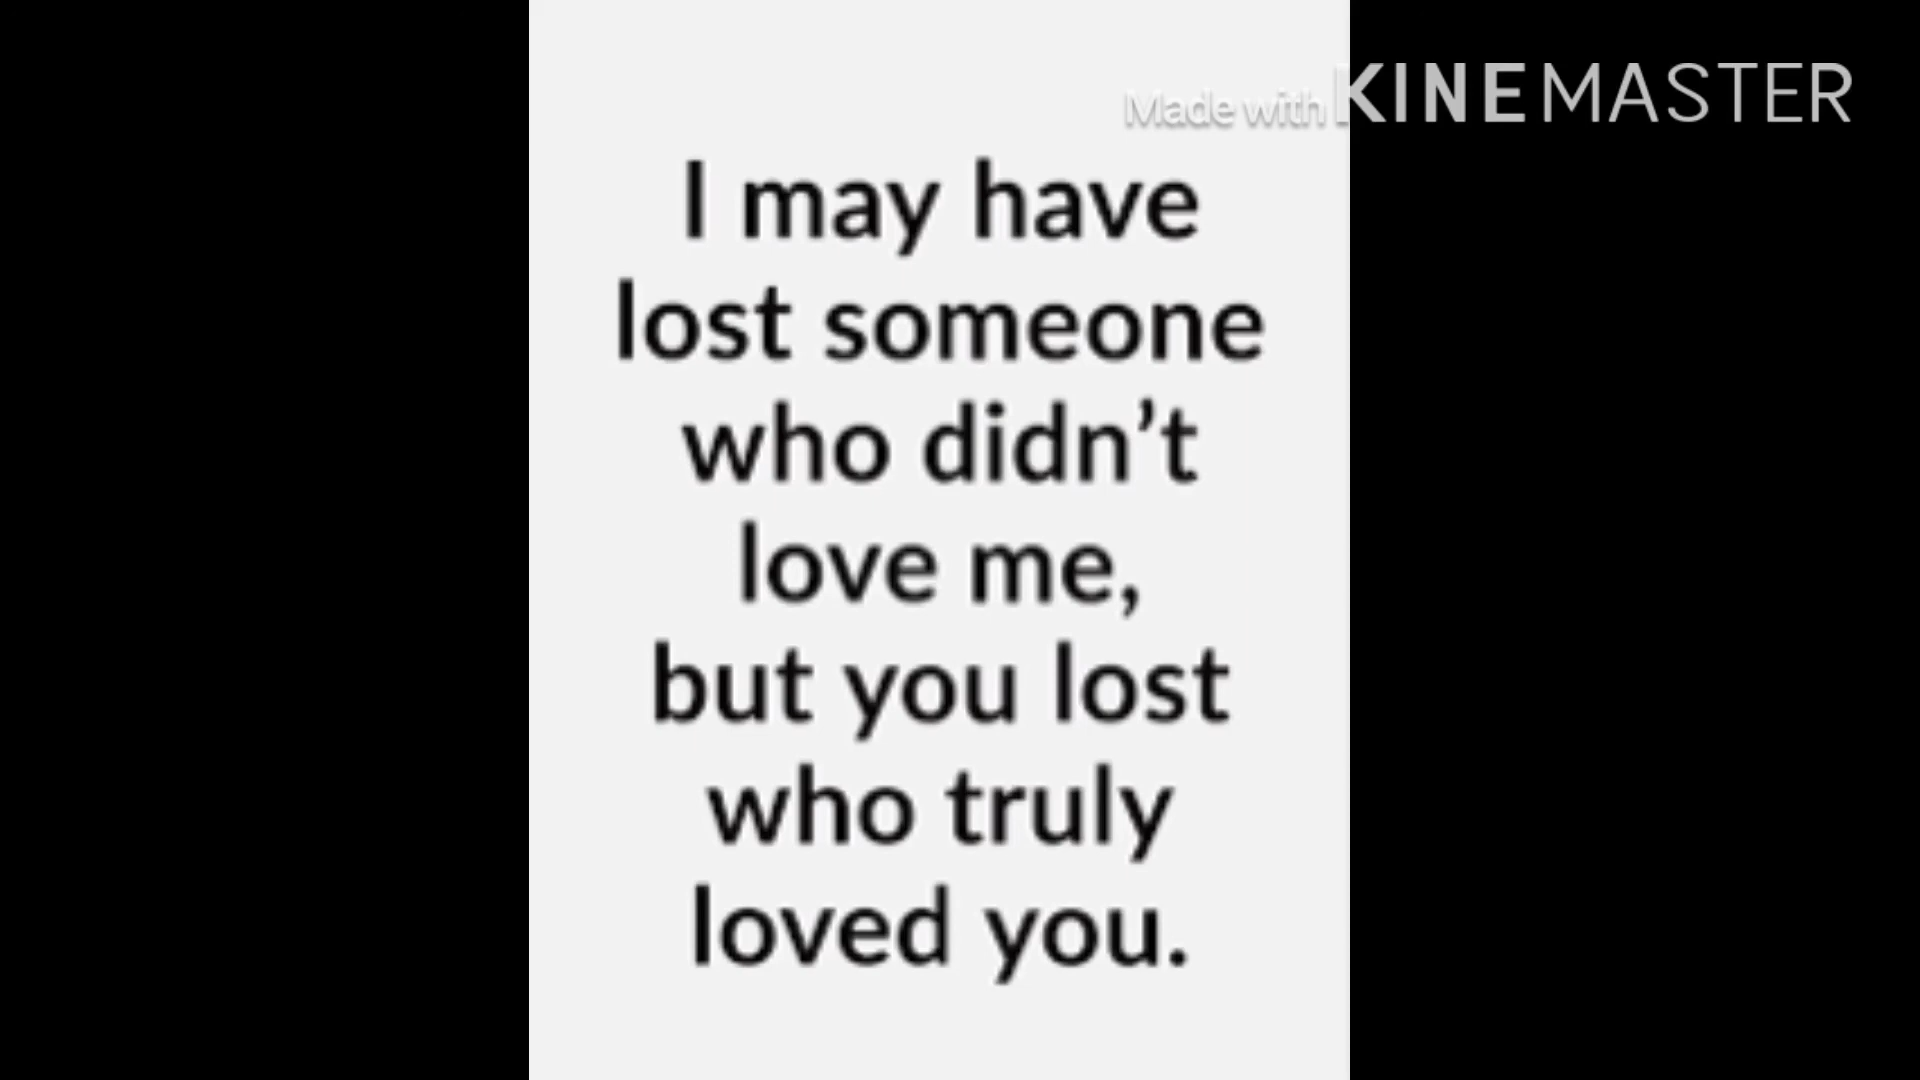 Made with KINEMASTER
I may have
lost someone
who didn’t
love me,
but you lost
who truly
loved you.